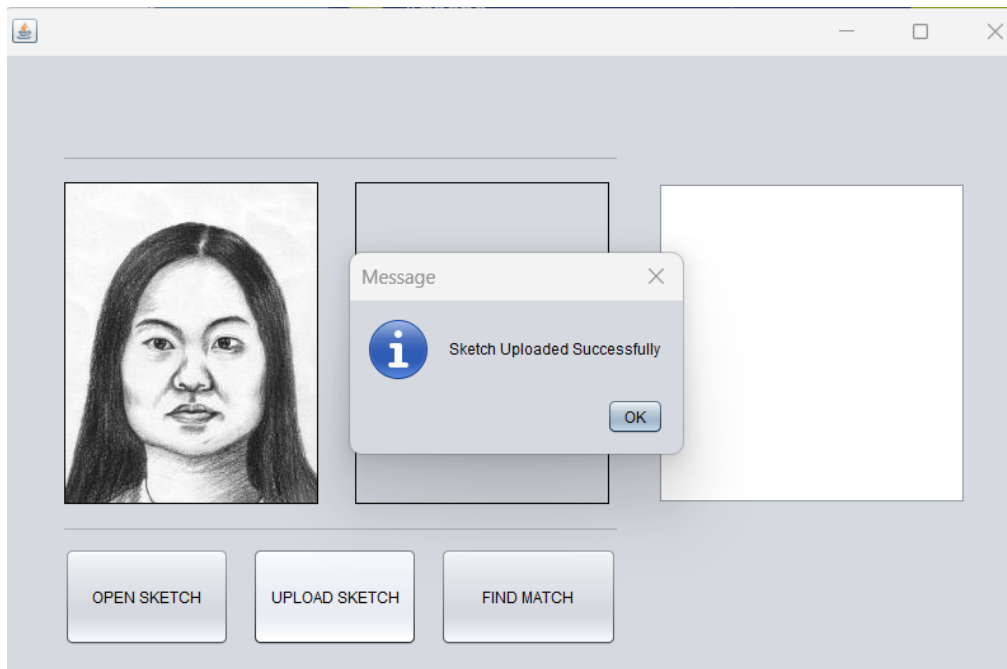 Message
Sketch Uploaded Successfully
OK
OPEN SKETCH
UPLOAD SKETCH
FIND MATCH